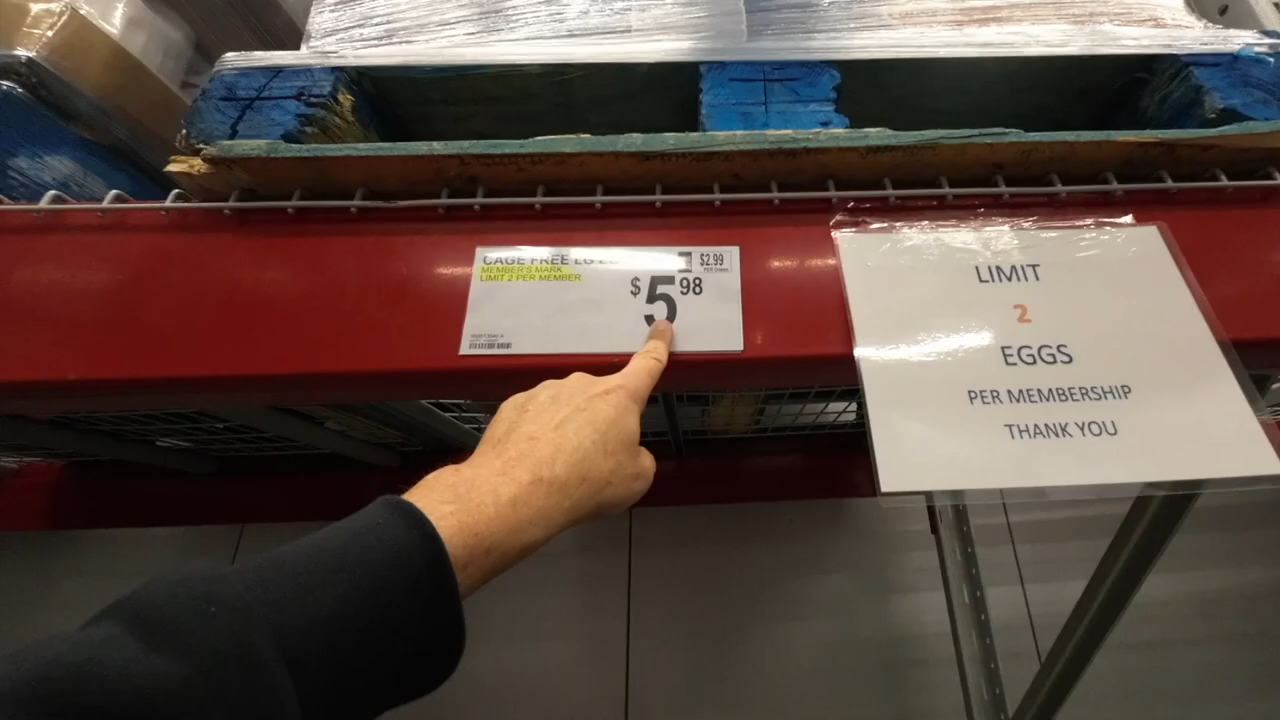 CAGE FREE LG
MEMBER'S MARK
LIMIT 2 PER MEMBER
$2.99
PER Dozen
$5 98
LIMIT
2
EGGS
PER MEMBERSHIP
THANK YOU